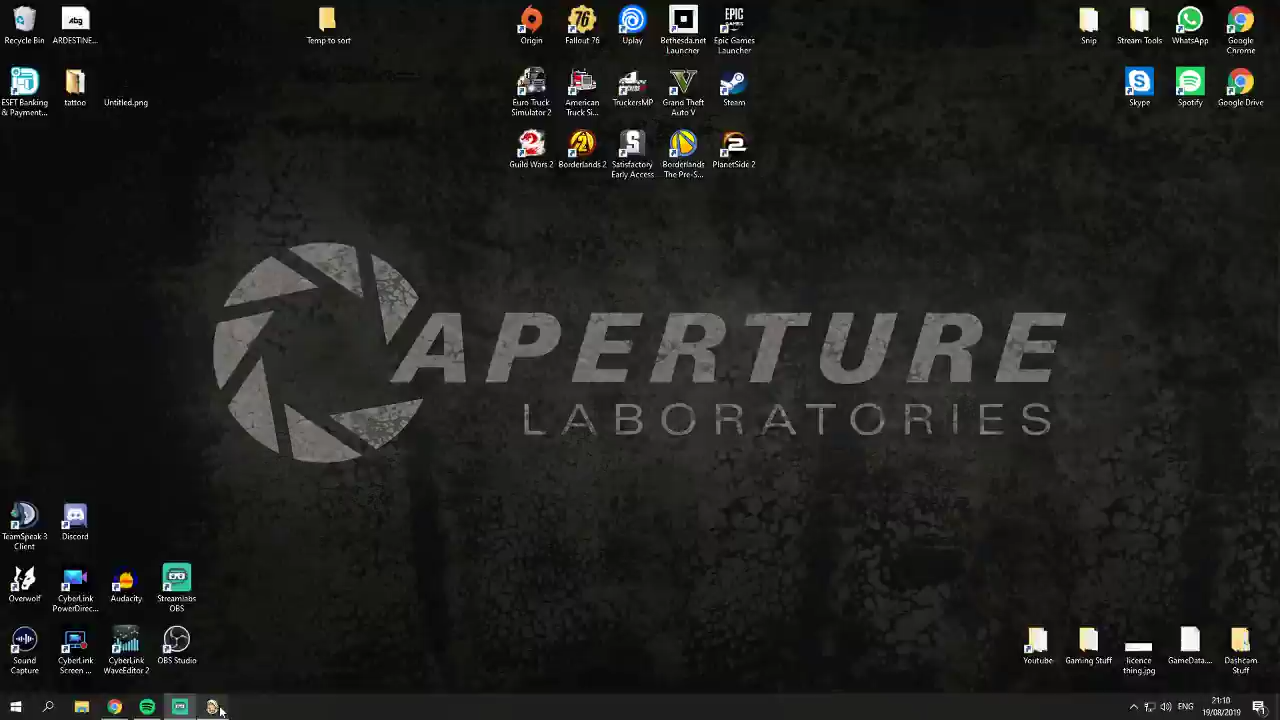 Recycle Bin
ARDESTINE...
Temp to sort
Origin
Fallout 76
Uplay
Bethesda.net
Launcher
EPIC
GAMES
Epic Games
Launcher
Snip
Stream Tools
WhatsApp
Google
Chrome
ESET Banking
& Payment...
tattoo
Untitled.png
Euro Truck
Simulator 2
American
Truck Si...
TruckersMP
Grand Theft
Auto V
Steam
Skype
Spotify
Google Drive
Guild Wars 2
Borderlands 2
Satisfactory
Early Access
Borderlands
The Pre-S...
PlanetSide 2
APERTURE
LABORATORIES
TeamSpeak 3
Client
Discord
Overwolf
CyberLink
PowerDirec...
Audacity
Streamlabs
OBS
Sound
Capture
CyberLink
Screen ...
CyberLink
WaveEditor 2
OBS Studio
Youtube
Gaming Stuff
licence
thing.jpg
GameData....
Dashcam
Stuff
ENG
21:10
19/08/2019